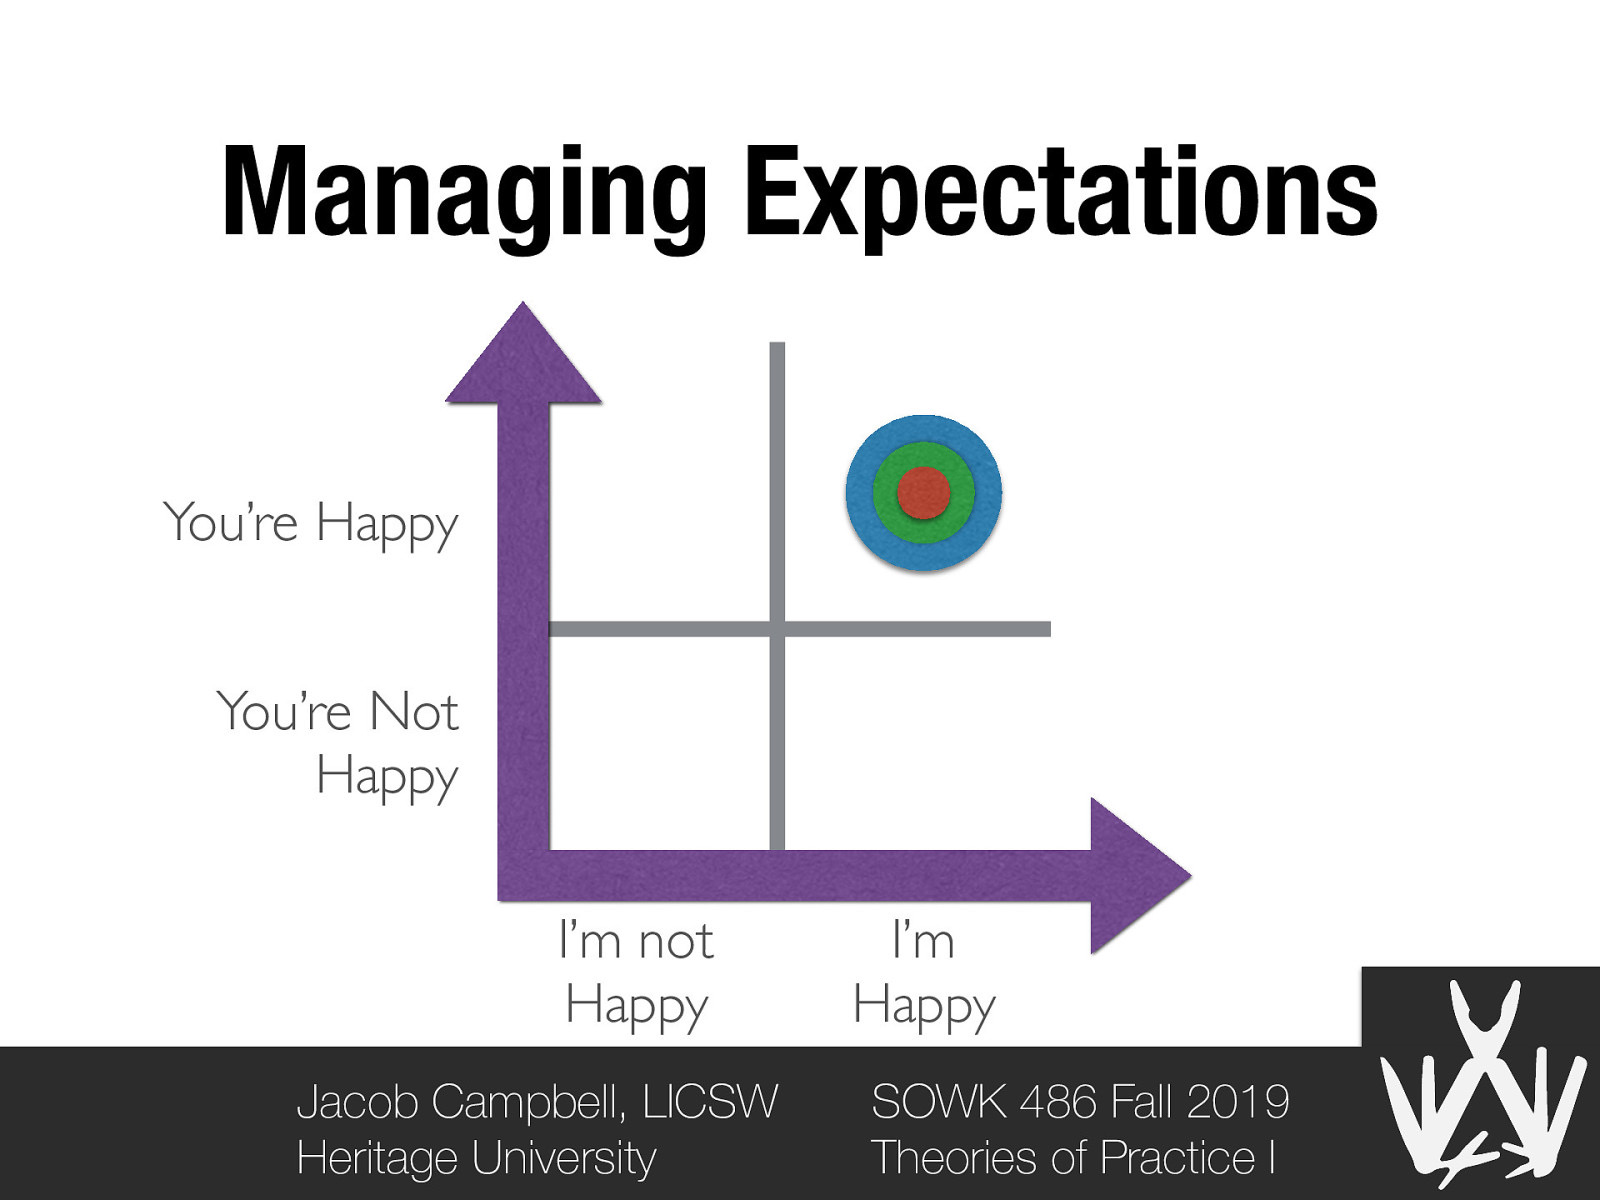 Managing Expectations
You're Happy
You're Not
Happy
I'm not
Happy
I'm
Happy
Jacob Campbell, LICSW
Heritage University
SOWK 486 Fall 2019
Theories of Practice I